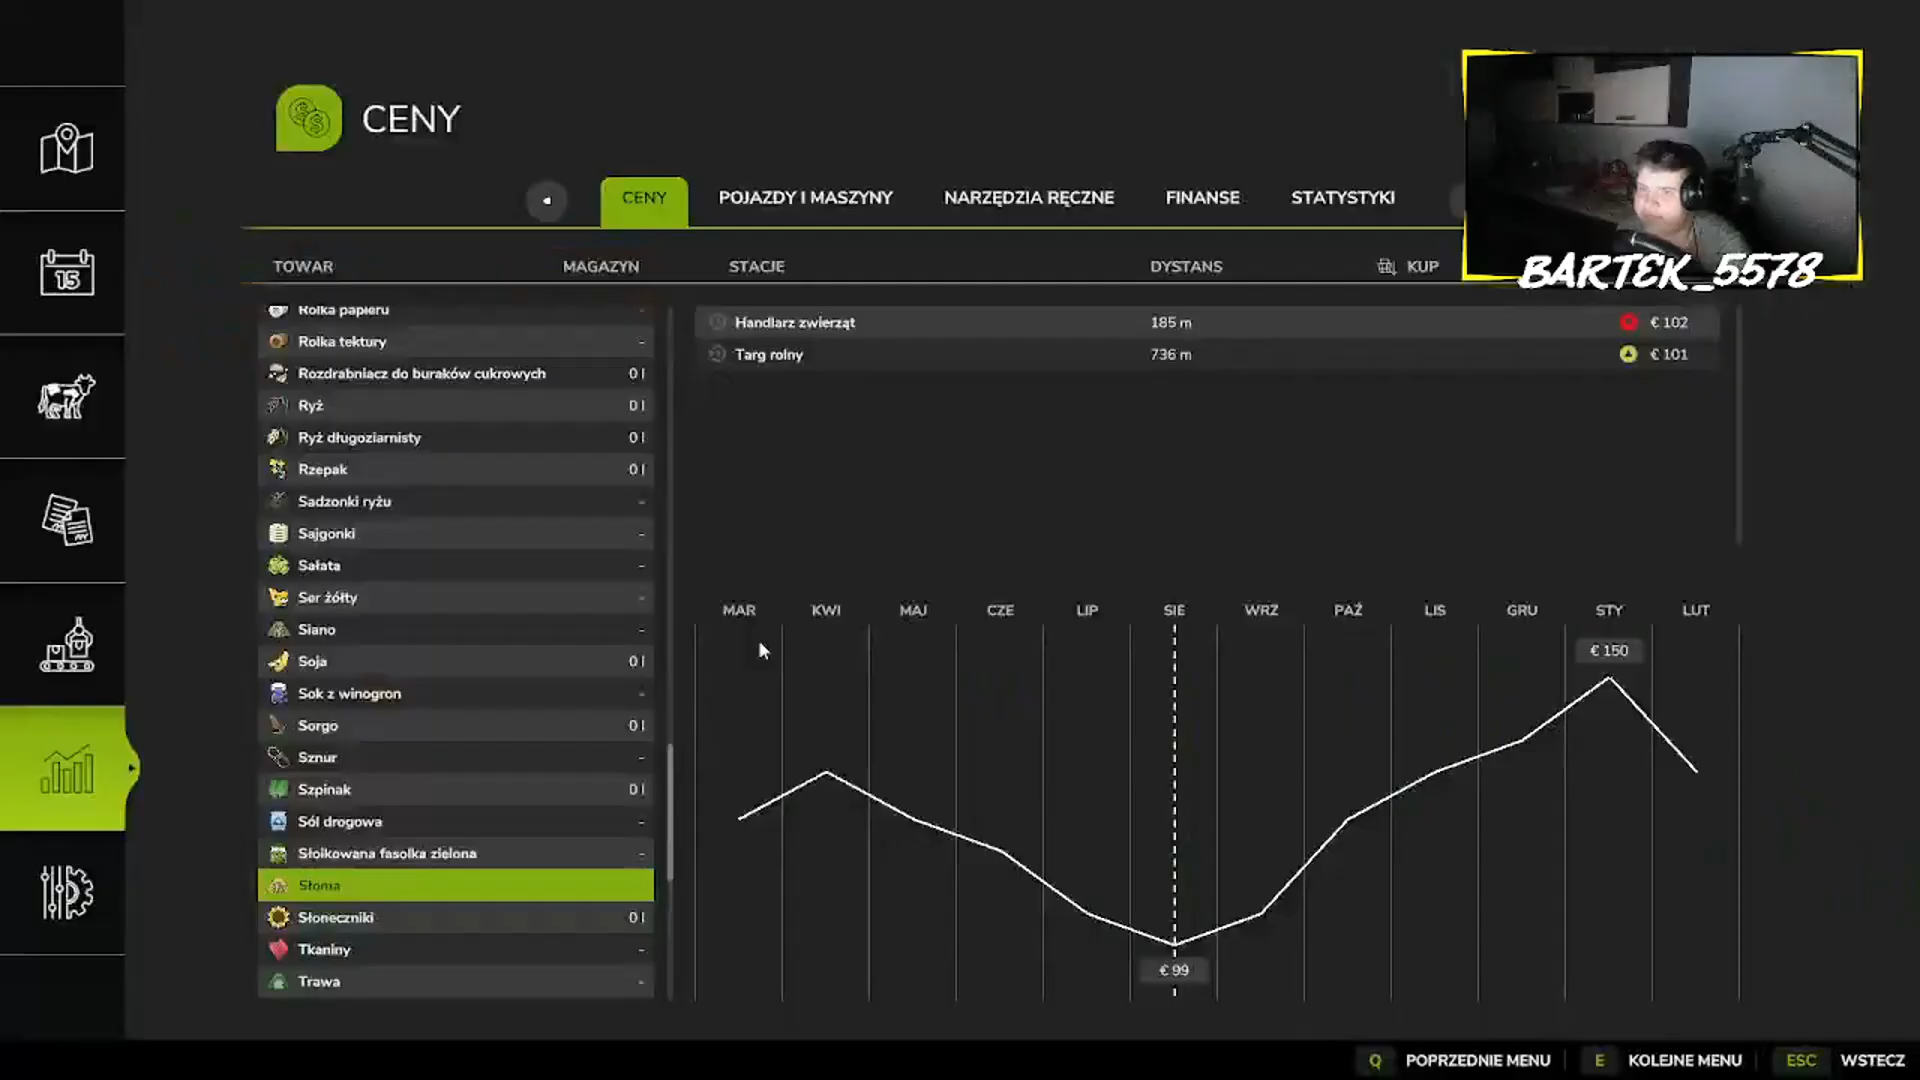 CENY
CENY
POJAZDY I MASZYNY
NARZĘDZIA RĘCZNE
FINANSE
STATYSTYKI
BARTEK_5578
15
TOWAR MAGAZYN
STACJE DYSTANS KUP
Rolka papieru -
Rolka tektury -
Rozdrabniacz do buraków cukrowych 0 l
Ryż 0 l
Ryż długoziarnisty 0 l
Rzepak 0 l
Sadzonki ryżu -
Sajgonki -
Sałata -
Ser żółty -
Siano -
Soja 0 l
Sok z winogron -
Sorgo 0 l
Sznur -
Szpinak 0 l
Sól drogowa -
Słoikowana fasolka zielona -
Słoma
Słoneczniki 0 l
Tkaniny -
Trawa -
Handlarz zwierząt 185 m € 102
Targ rolny 736 m € 101
MAR KWI MAJ CZE LIP SIE WRZ PAŹ LIS GRU STY LUT
€ 150
€ 99
Q POPRZEDNIE MENU E KOLEJNE MENU ESC WSTECZ